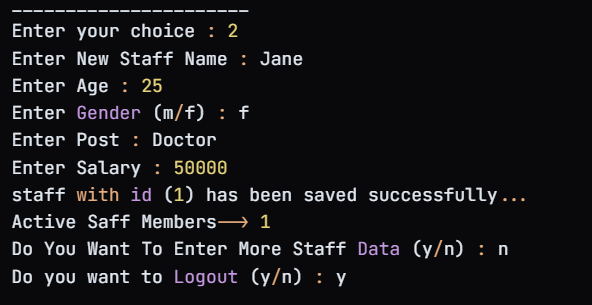 ______________________
Enter your choice : 2
Enter New Staff Name : Jane
Enter Age : 25
Enter Gender (m/f) : f
Enter Post : Doctor
Enter Salary : 50000
staff with id (1) has been saved successfully...
Active Saff Members--> 1
Do You Want To Enter More Staff Data (y/n) : n
Do you want to Logout (y/n) : y